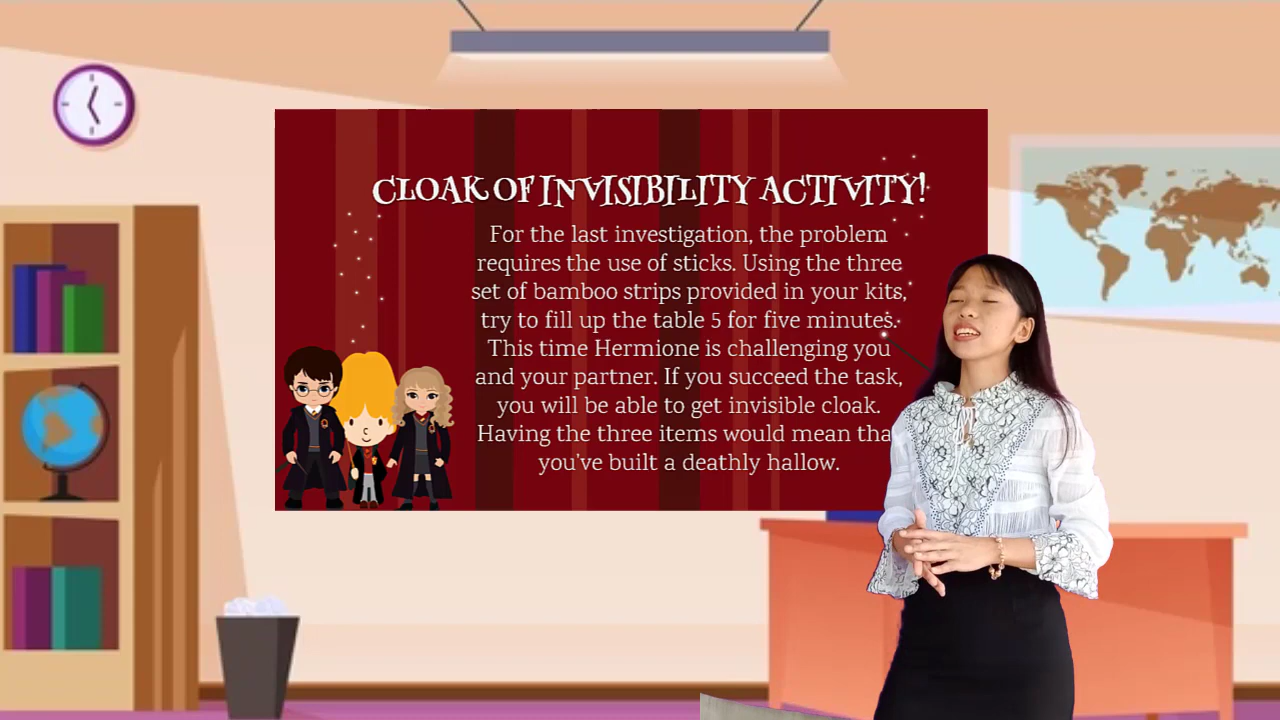 CLOAK OF INVISIBILITY ACTIVITY!
For the last investigation, the problem
requires the use of sticks. Using the three
set of bamboo strips provided in your kits,
try to fill up the table 5 for five minutes.
This time Hermione is challenging you
and your partner. If you succeed the task,
you will be able to get invisible cloak.
Having the three items would mean tha
you've built a deathly hallow.